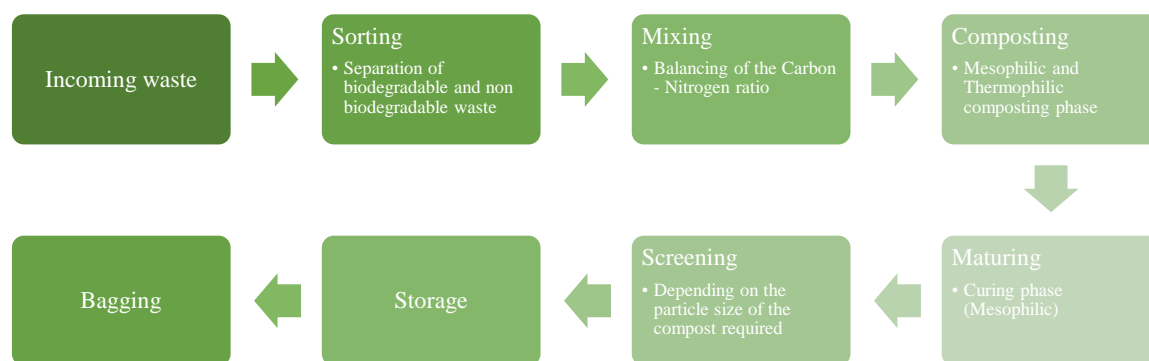 Incoming waste
Sorting
• Separation of
biodegradable and non
biodegradable waste
Mixing
• Balancing of the Carbon
- Nitrogen ratio
Composting
• Mesophilic and
Thermophilic
composting phase
Bagging
Storage
Screening
• Depending on the
particle size of the
compost required
Maturing
• Curing phase
(Mesophilic)